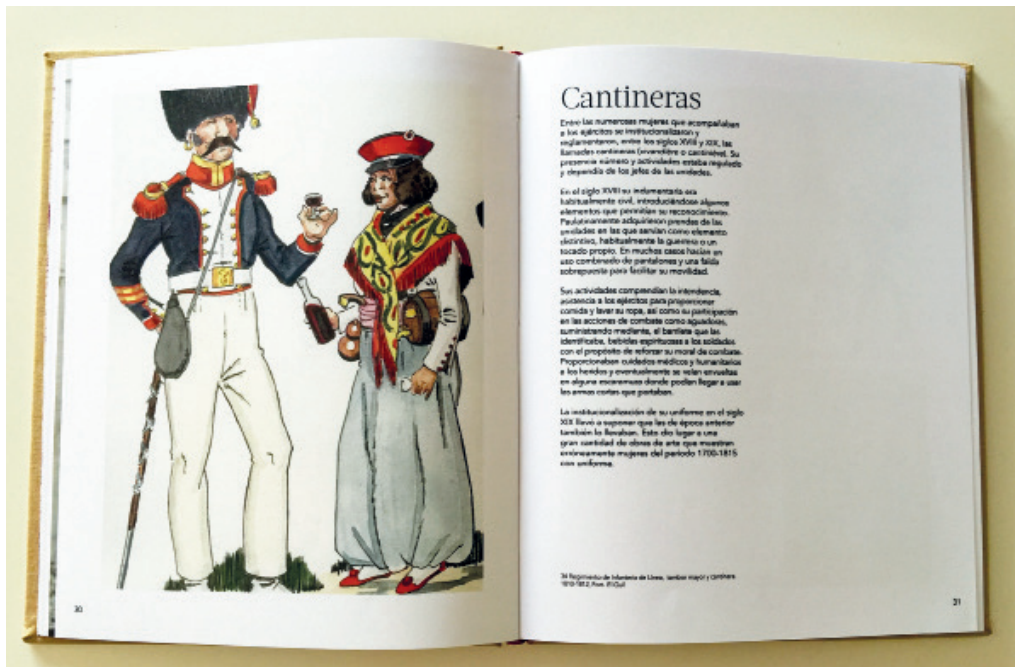 Cantineras
Entre las numerosas mujeres que acompañaban
a los ejércitos se institucionalizaron y
reglamentaron, entre los siglos XVIII y XIX, las
llamadas cantineras (vivandière o cantinière). Su
presencia número y actividades estaba regulado
y dependía de los jefes de las unidades.
En el siglo XVIII su indumentaria era
habitualmente civil, introduciéndose algunos
elementos que permitían su reconocimiento.
Paulatinamente adquirieron prendas de las
unidades en las que servían como elemento
distintivo, habitualmente la guerrera o un
tocado propio. En muchos casos hacían un
uso combinado de pantalones y una falda
sobrepuesta para facilitar su movilidad.
Sus actividades comprendían la intendencia,
asistencia a los ejércitos para proporcionar
comida y lavar su ropa, así como su participación
en las acciones de combate como aguadoras,
suministrando mediante, el barrilete que las
identificaba, bebidas espirituosas a los soldados
con el propósito de reforzar su moral de combate.
Proporcionaban cuidados médicos y humanitarios
a los heridos y eventualmente se veían envueltas
en alguna escaramuza donde podían llegar a usar
las armas cortas que portaban.
La institucionalización de su uniforme en el siglo
XIX llevó a suponer que las de época anterior
también lo llevaban. Esto dio lugar a una
gran cantidad de obras de arte que muestran
erróneamente mujeres del periodo 1700-1815
con uniforme.
34 Regimiento de Infantería de Línea, tambor mayor y cantinera
1810-1812,
30
31